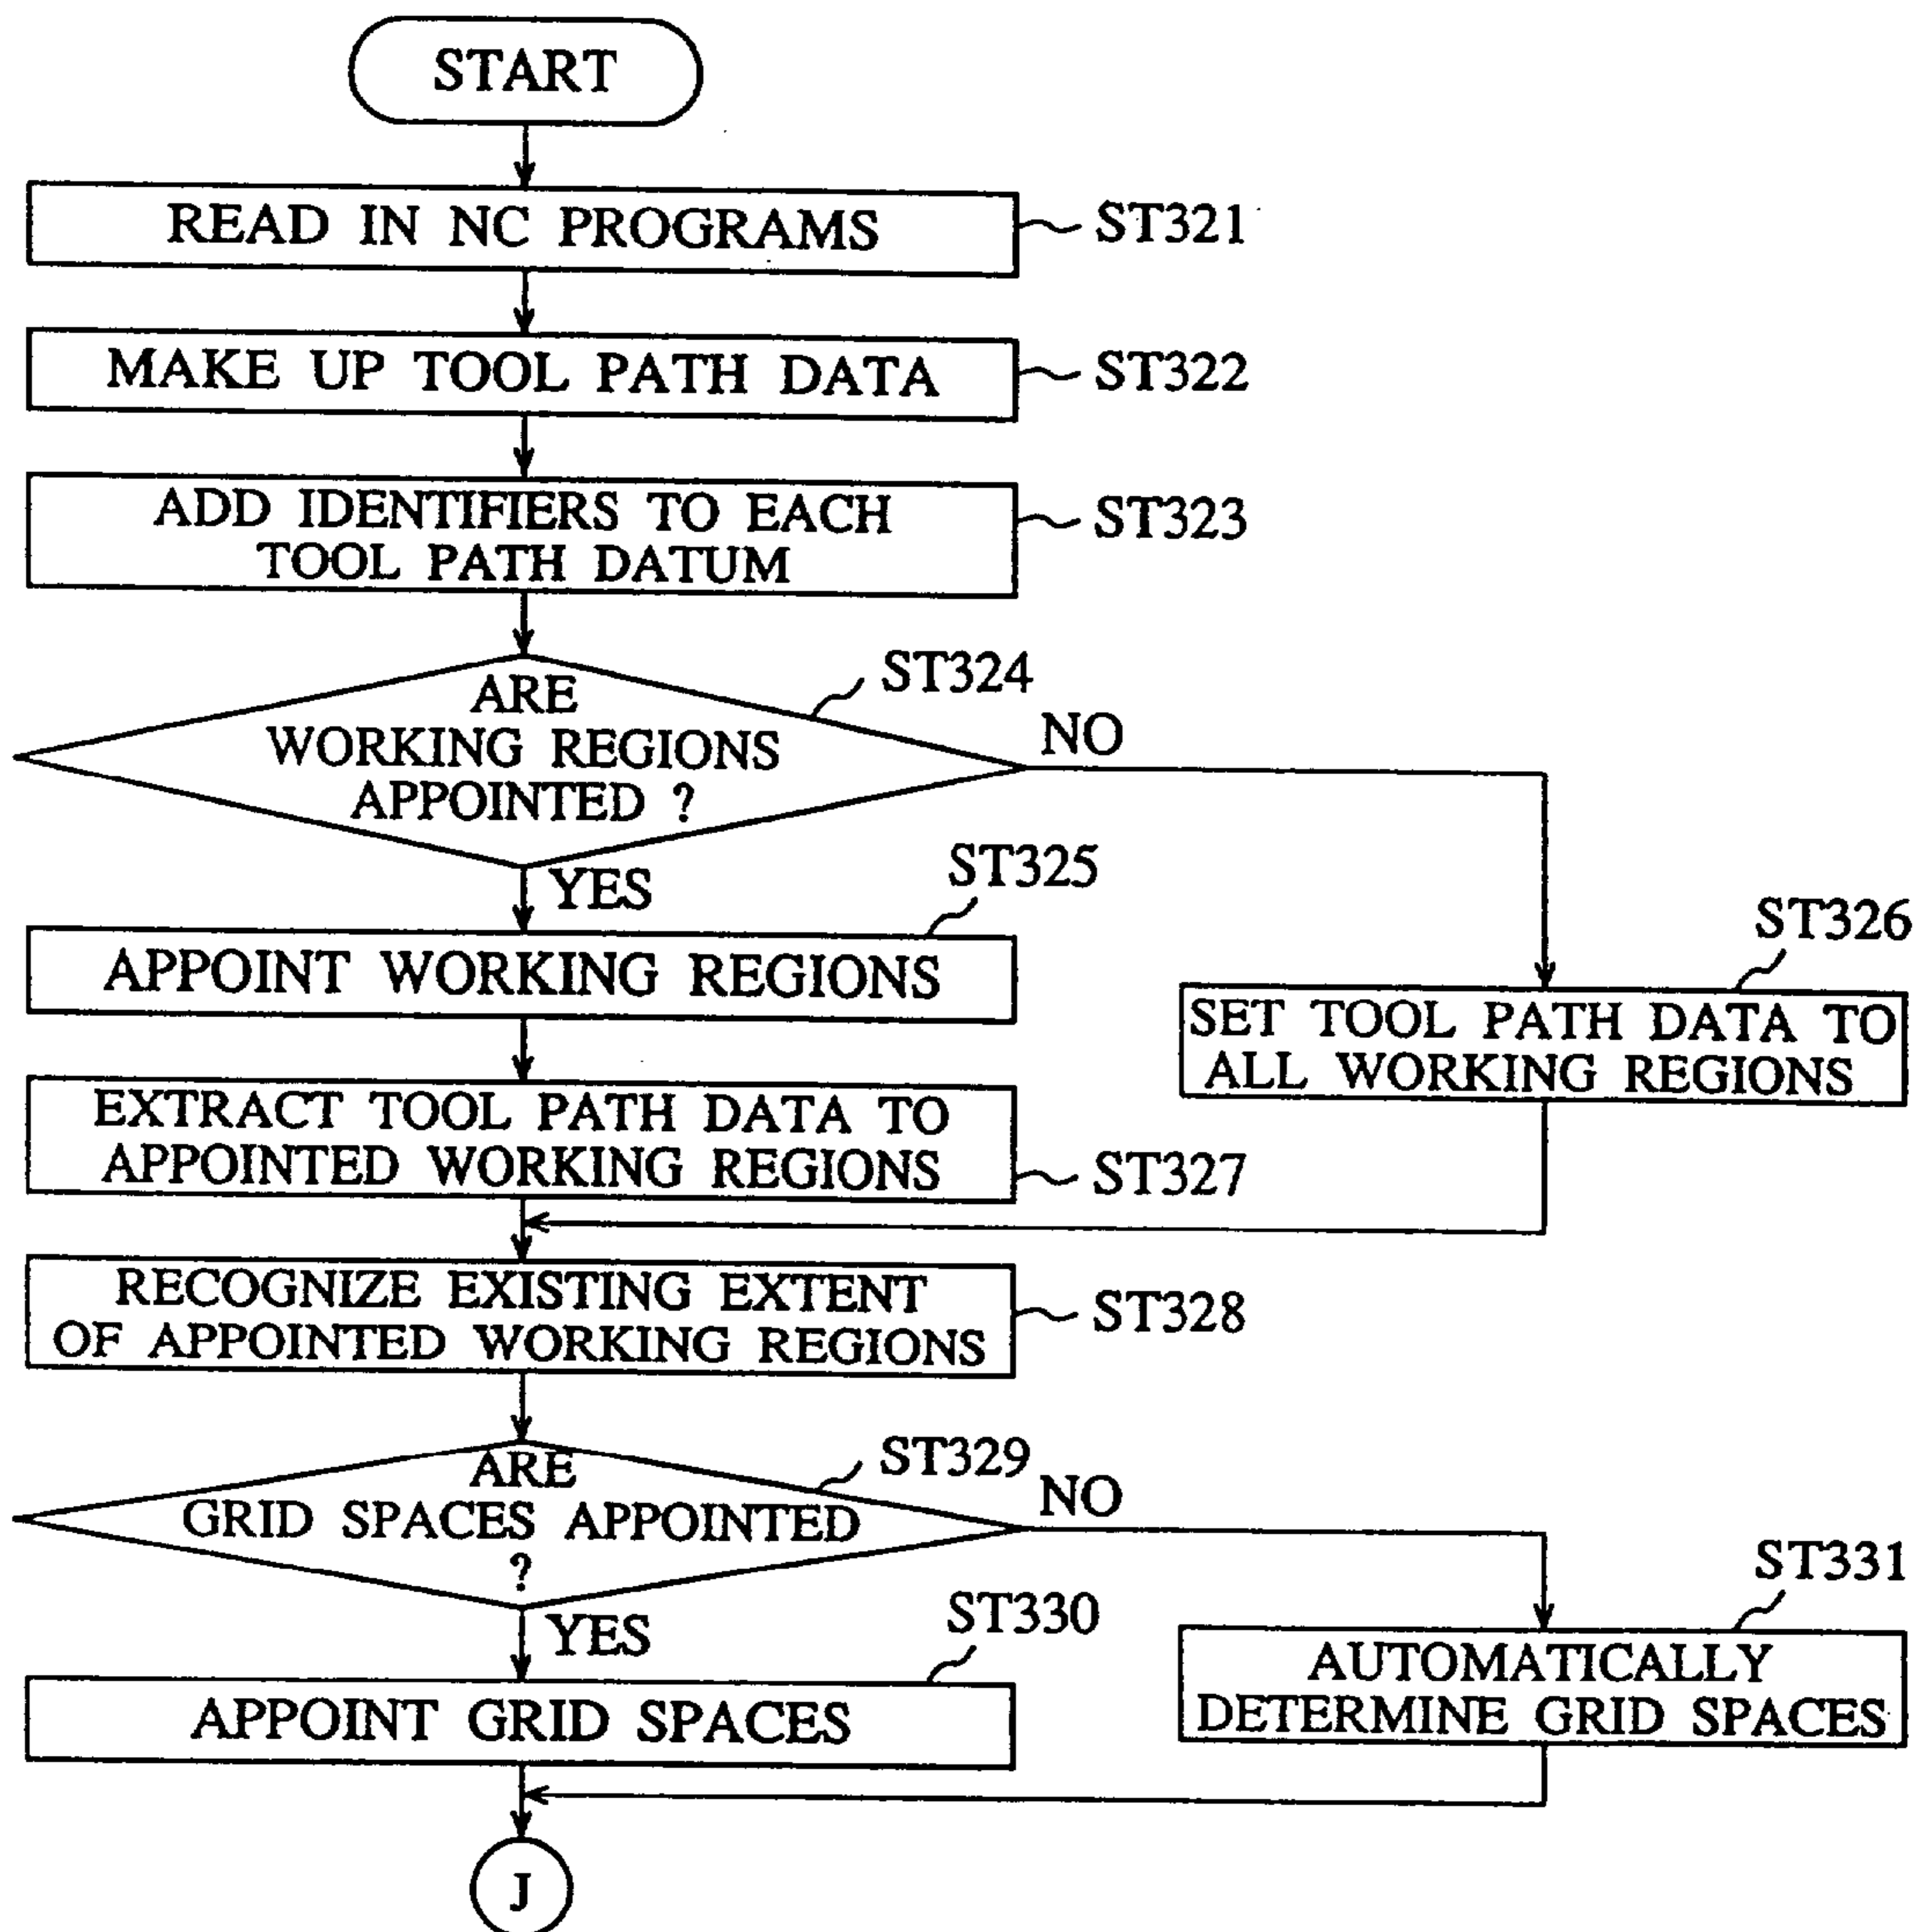 START
READ IN NC PROGRAMS
ST321
MAKE UP TOOL PATH DATA
ST322
ADD IDENTIFIERS TO EACH
TOOL PATH DATUM
ST323
ST324
ARE
WORKING REGIONS
APPOINTED ?
NO
YES
ST325
APPOINT WORKING REGIONS
ST326
SET TOOL PATH DATA TO
ALL WORKING REGIONS
EXTRACT TOOL PATH DATA TO
APPOINTED WORKING REGIONS
ST327
RECOGNIZE EXISTING EXTENT
OF APPOINTED WORKING REGIONS
ST328
ST329
ARE
GRID SPACES APPOINTED
?
NO
YES
ST330
APPOINT GRID SPACES
ST331
AUTOMATICALLY
DETERMINE GRID SPACES
J